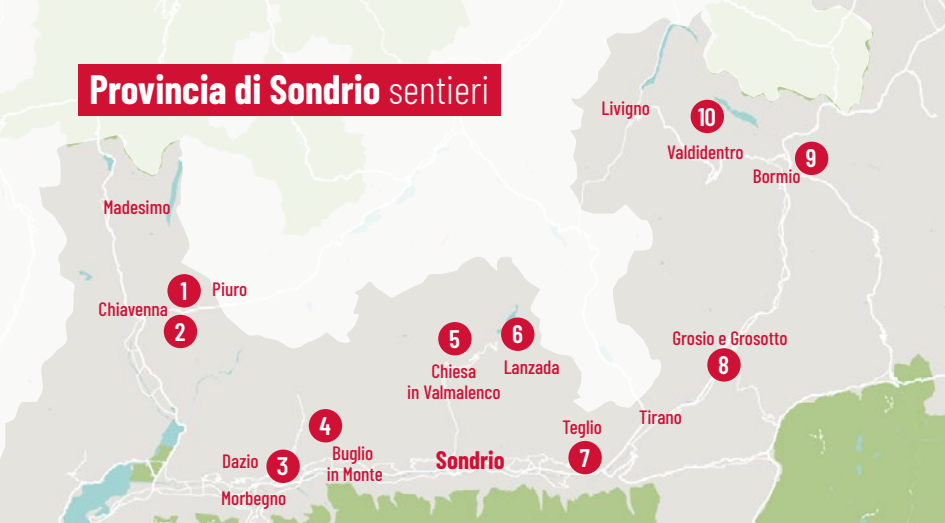 Provincia di Sondrio sentieri
Livigno
10
Valdidentro
9
Bormio
Madesimo
1
Piuro
Chiavenna
2
5
6
Chiesa
in Valmalenco
Lanzada
Grosio e Grosotto
8
Tirano
Teglio
7
4
Buglio
in Monte
Dazio
3
Morbegno
Sondrio